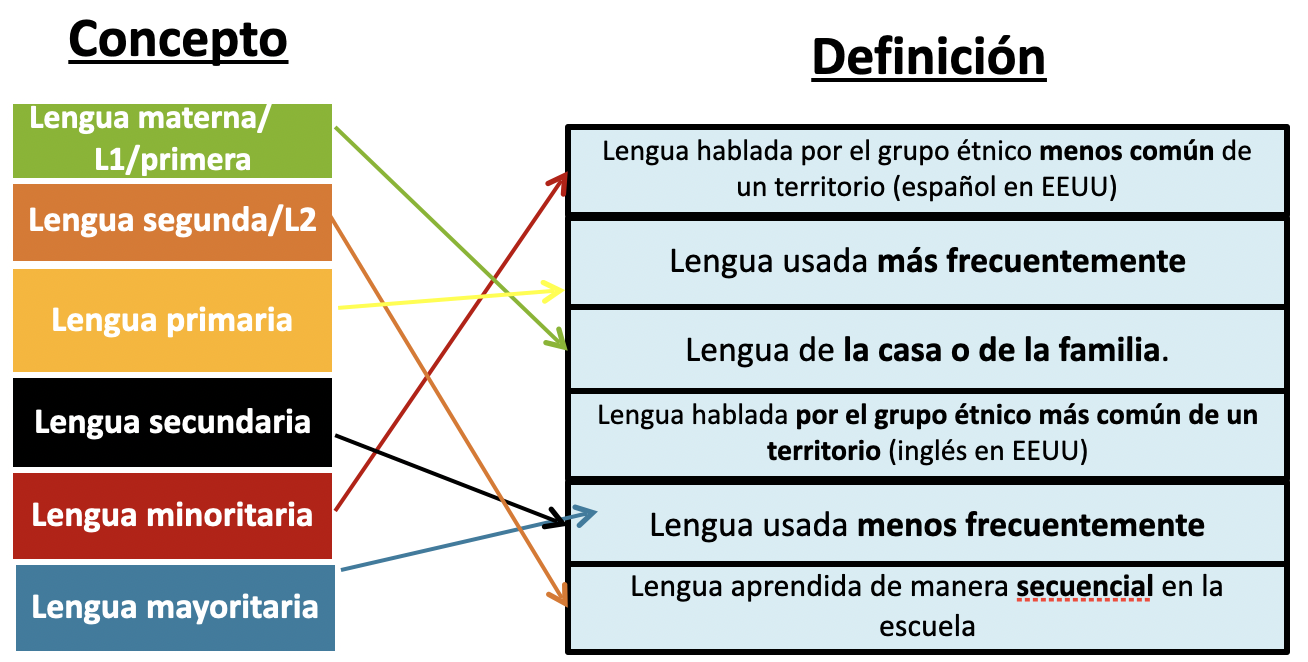 Concepto
Definición
Lengua materna/
L1/primera
Lengua segunda/L2
Lengua primaria
Lengua secundaria
Lengua minoritaria
Lengua mayoritaria
Lengua hablada por el grupo étnico menos común de
un territorio (español en EEUU)
Lengua usada más frecuentemente
Lengua de la casa o de la familia.
Lengua hablada por el grupo étnico más común de un
territorio (inglés en EEUU)
Lengua usada menos frecuentemente
Lengua aprendida de manera secuencial en la
escuela